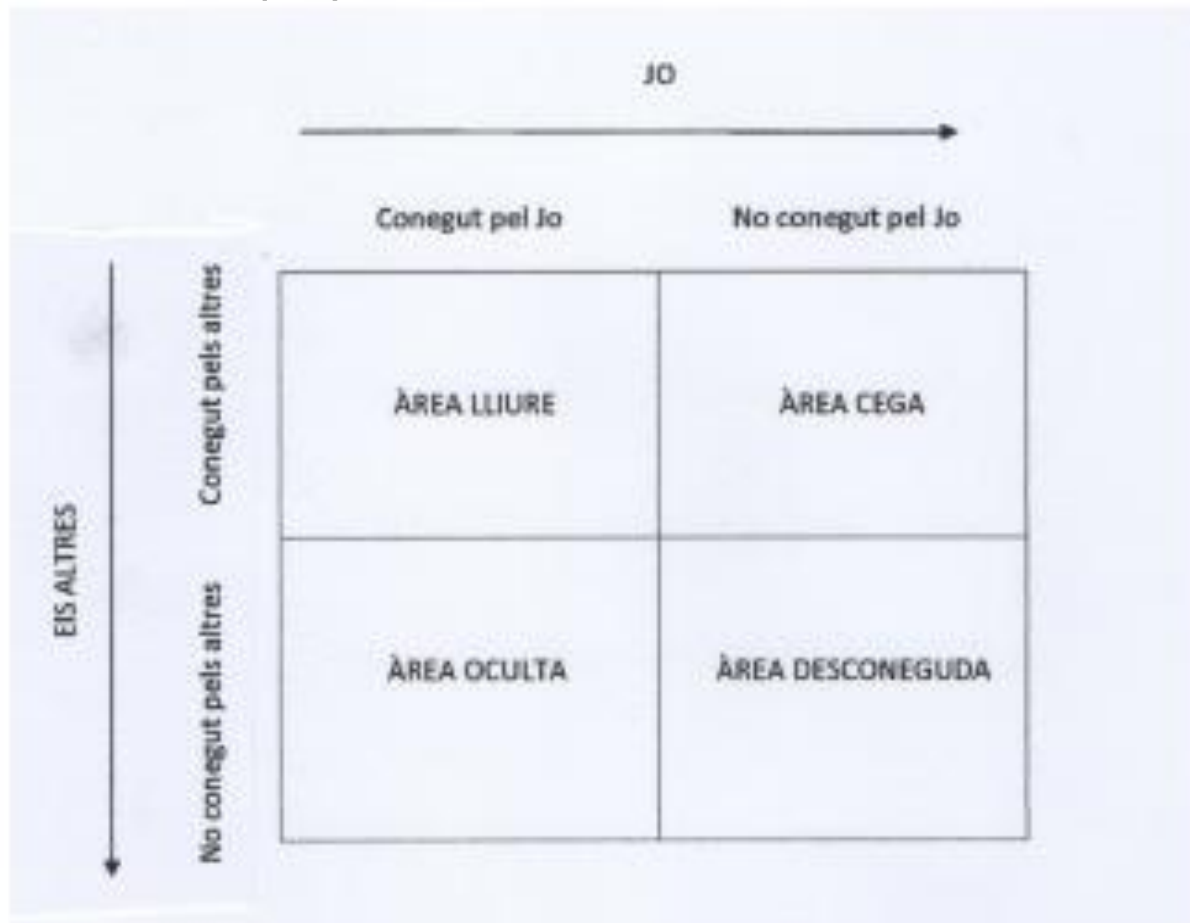 JO
Conegut pel Jo
No conegut pel Jo
EIS ALTRES
Conegut pels altres
No conegut pels altres
ÀREA LLIURE
ÀREA CEGA
ÀREA OCULTA
ÀREA DESCONEGUDA